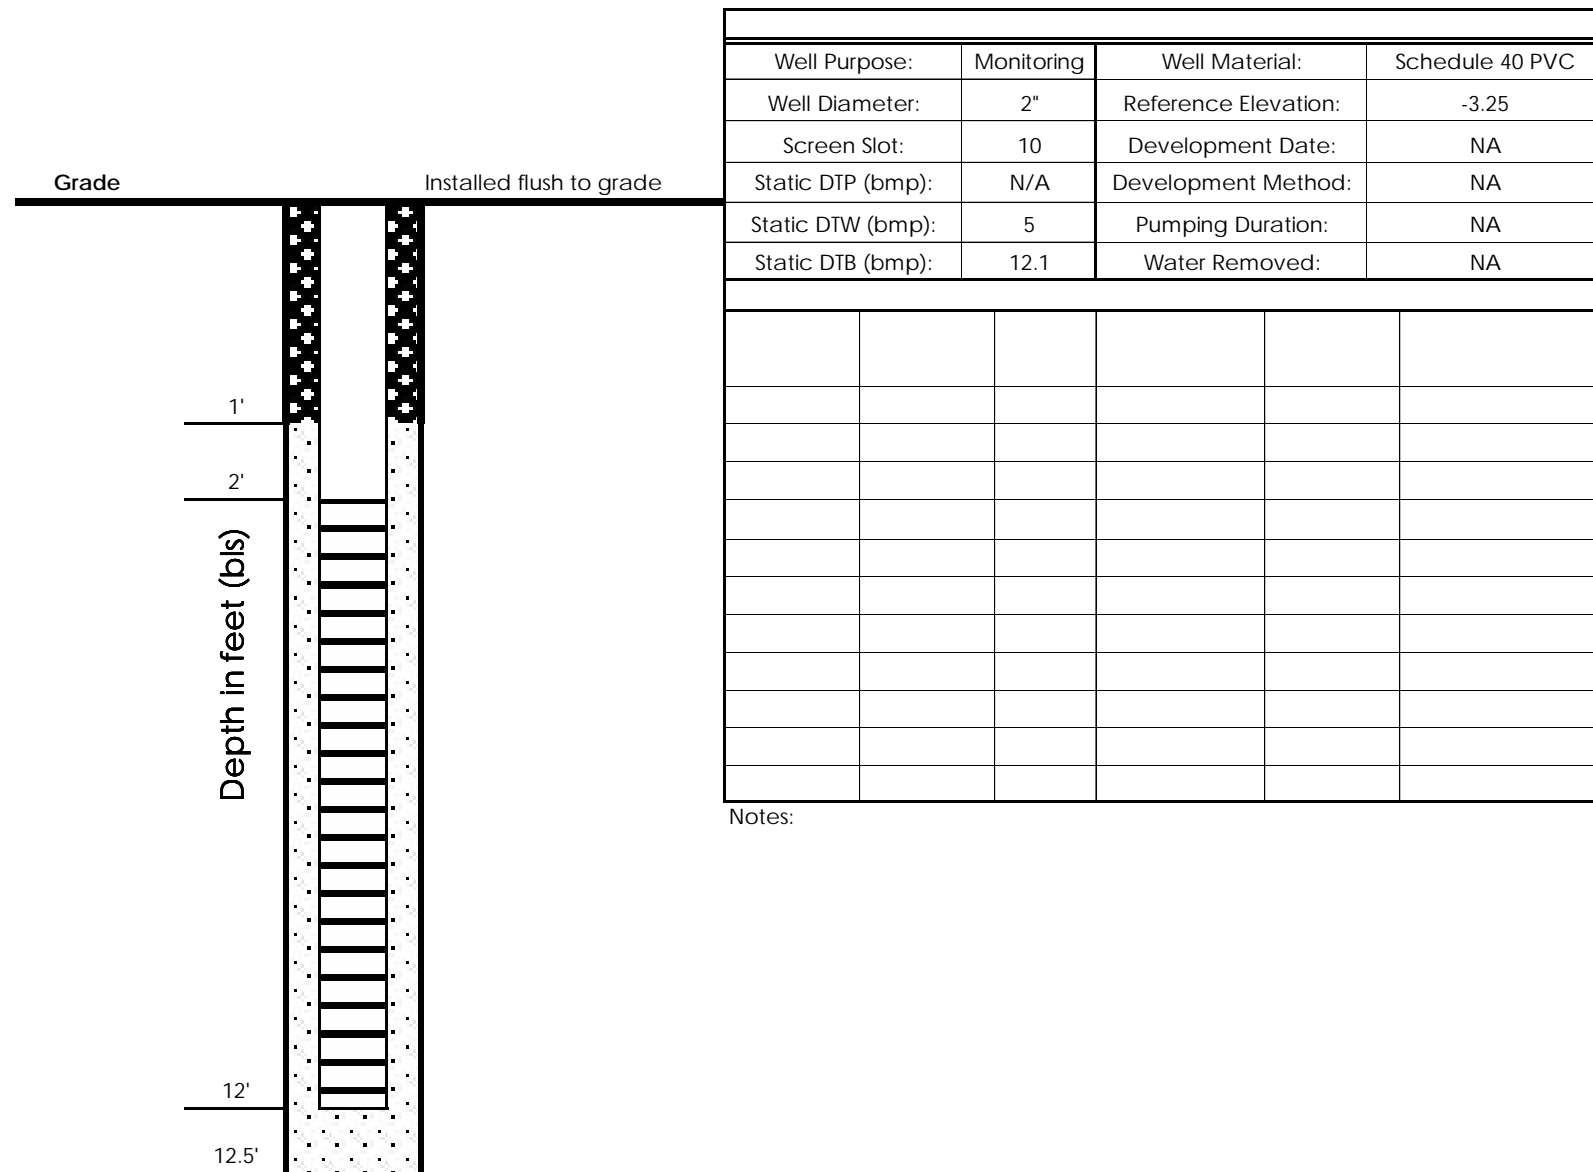 Well Purpose: Monitoring Well Material: Schedule 40 PVC
Well Diameter: 2" Reference Elevation: -3.25
Screen Slot: 10 Development Date: NA
Grade Installed flush to grade Static DTP (bmp): N/A Development Method: NA
Static DTW (bmp): 5 Pumping Duration: NA
Static DTB (bmp): 12.1 Water Removed: NA
1'
2'
Depth in feet (bls)
Notes:
12'
12.5'